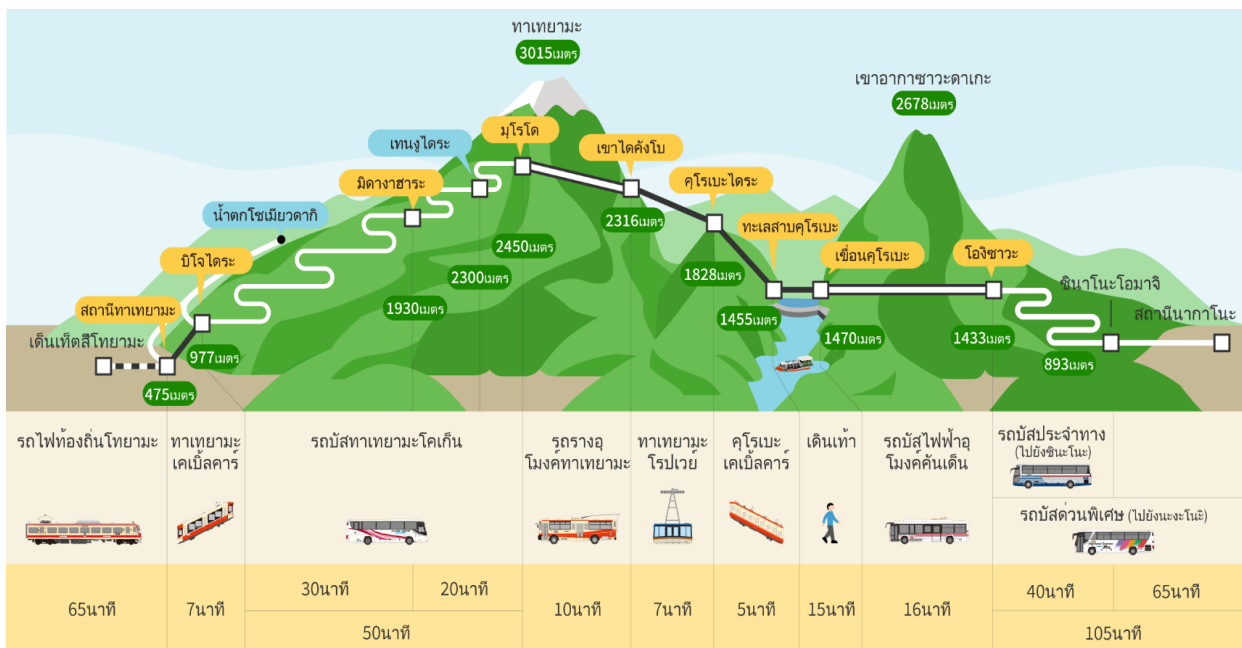 ทาเทยามะ
3015เมตร
เขาอากาซาวะดาเกะ
2678เมตร
มุโรโด
เทนงูไดระ
เขาไดคังโบ
มิดางาฮาระ
คุโรเบะไดระ
น้ำตกโชเมียวดากิ
2316เมตร
ทะเลสาบคุโรเบะ
2450เมตร
บิโจไดระ
เขื่อนคุโรเบะ
โองิซาวะ
1828เมตร
2300เมตร
ชินาโนะโอมาจิ
1930เมตร
สถานีทาเทยามะ
สถานีนากาโนะ
1455เมตร
เด็นเท็ตสึโทยามะ
1470เมตร
1433เมตร
977เมตร
893เมตร
475เมตร
รถไฟท้องถิ่นโทยามะ
ทาเทยามะ
เคเบิ้ลคาร์
รถบัสทาเทยามะโคเก็น
รถรางอุ
โมงค์ทาเทยามะ
ทาเทยามะ
โรปเวย์
คุโรเบะ
เคเบิ้ลคาร์
เดินเท้า
รถบัสไฟฟ้าอุ
โมงค์คันเด็น
รถบัสประจำทาง
(ไปยังชินะโนะ)
รถบัสด่วนพิเศษ (ไปยังนะงะโนะ)
65นาที
7นาที
30นาที
20นาที
50นาที
10นาที
7นาที
5นาที
15นาที
16นาที
40นาที
65นาที
105นาที